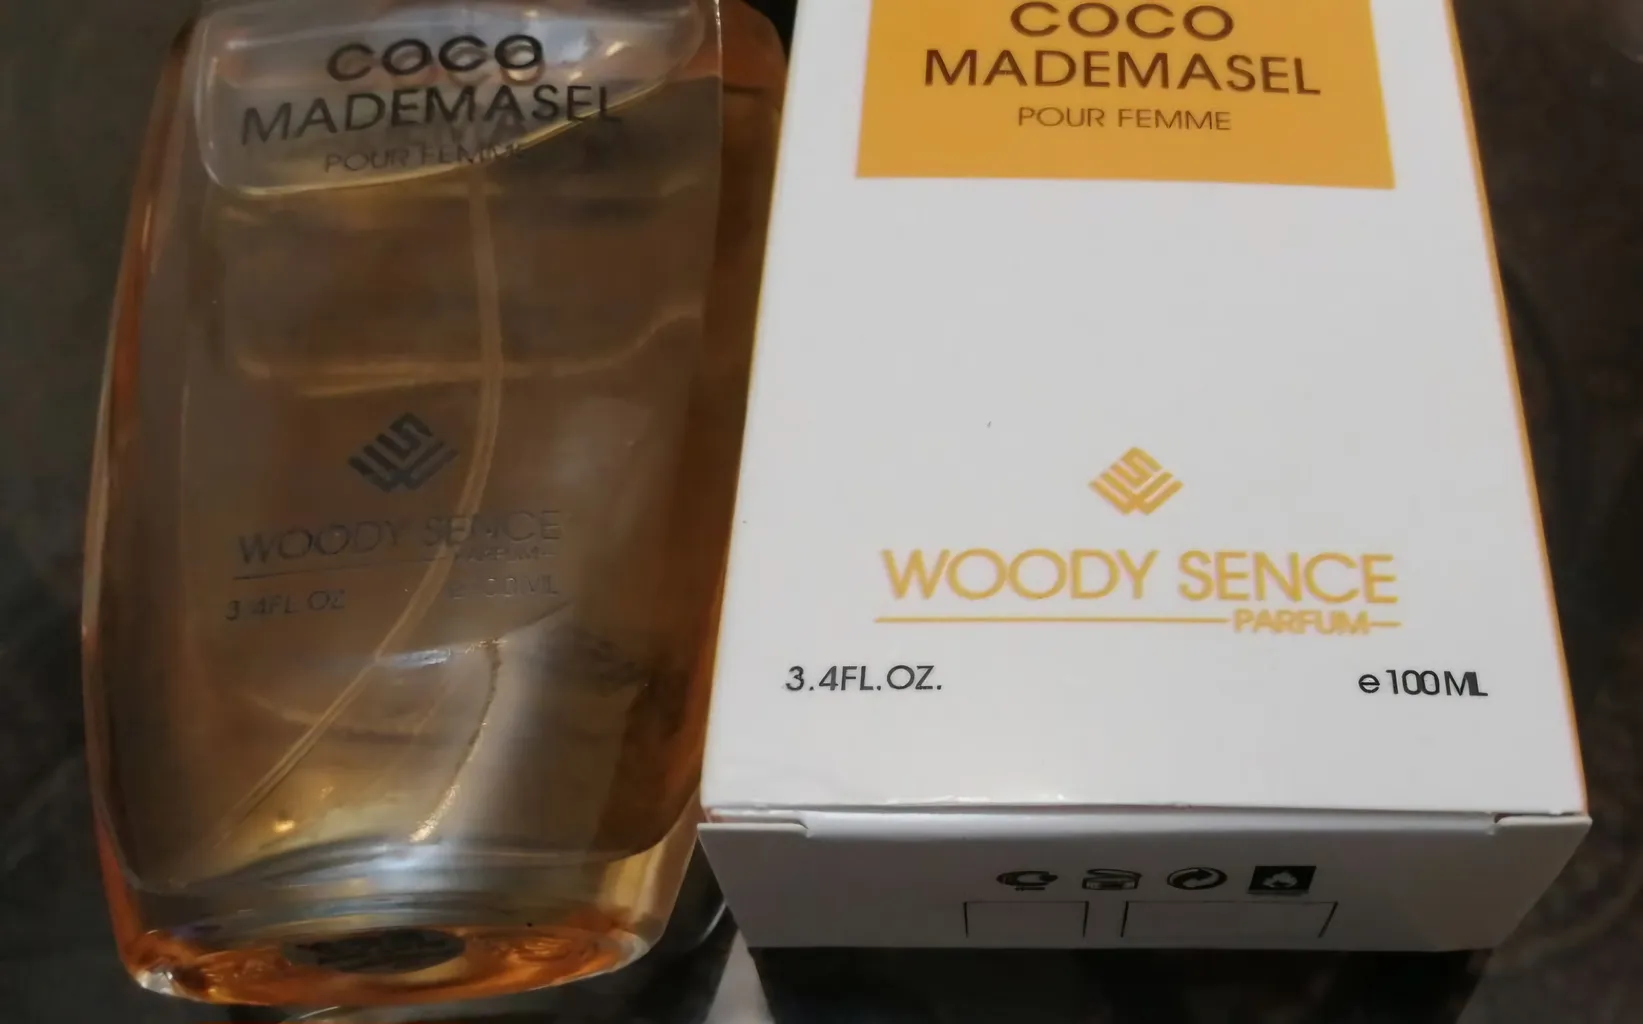 COCO
MADEMASEL
POUR FEMME
WOODY SENCE
PARFUM
3.4FL.OZ
e100ML
COCO
MADEMASEL
POUR FEMME
WOODY SENCE
PARFUM
3.4FL.OZ.
e100ML